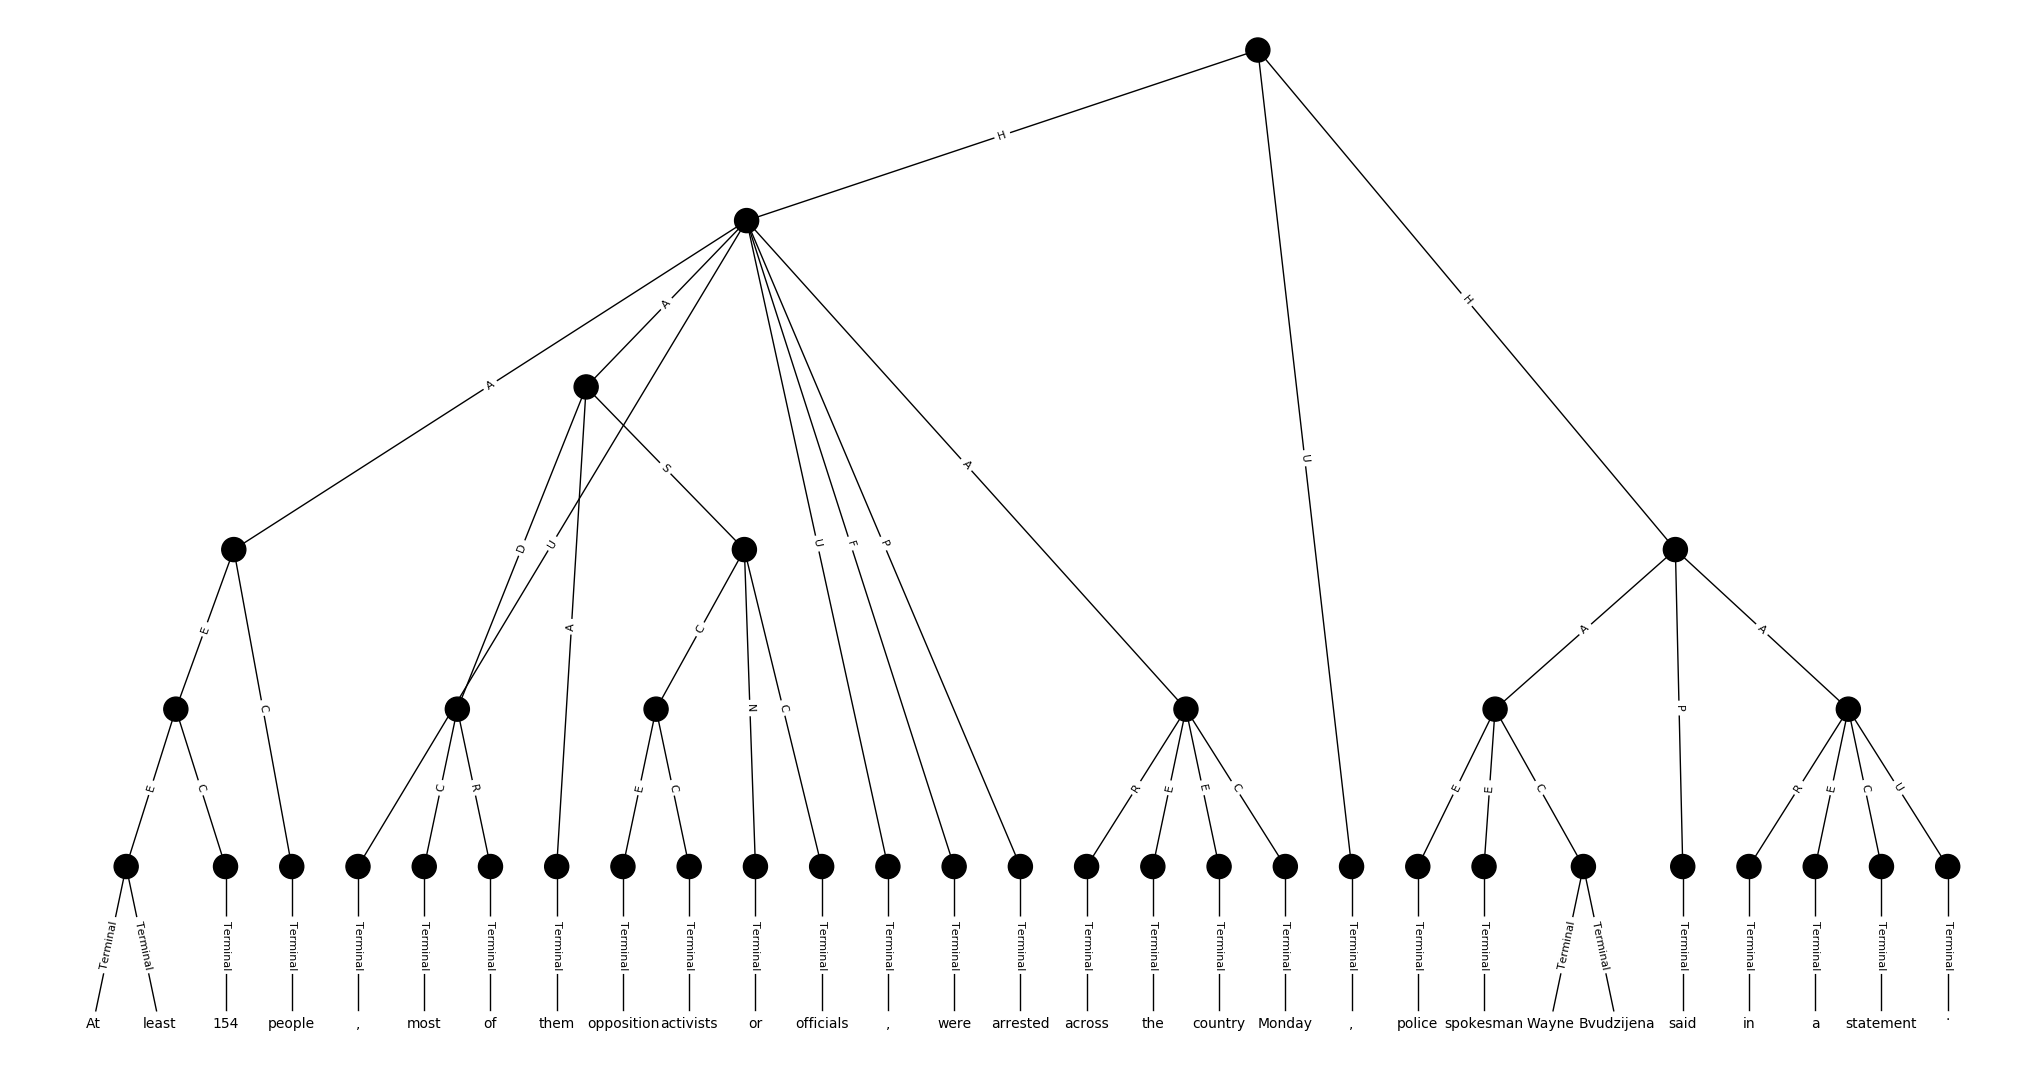 H
A
A
H
U
A
S
D
U
U
F
P
A
E
C
A
C
A
A
E
C
C
R
E
C
N
C
R
E
E
C
E
E
C
P
R
E
C
U
Terminal Terminal Terminal Terminal Terminal Terminal Terminal Terminal Terminal Terminal Terminal Terminal Terminal Terminal Terminal Terminal Terminal Terminal Terminal Terminal Terminal Terminal Terminal Terminal Terminal Terminal Terminal Terminal Terminal
At least 154 people , most of them opposition activists or officials , were arrested across the country Monday , police spokesman Wayne Bvudzijena said in a statement .